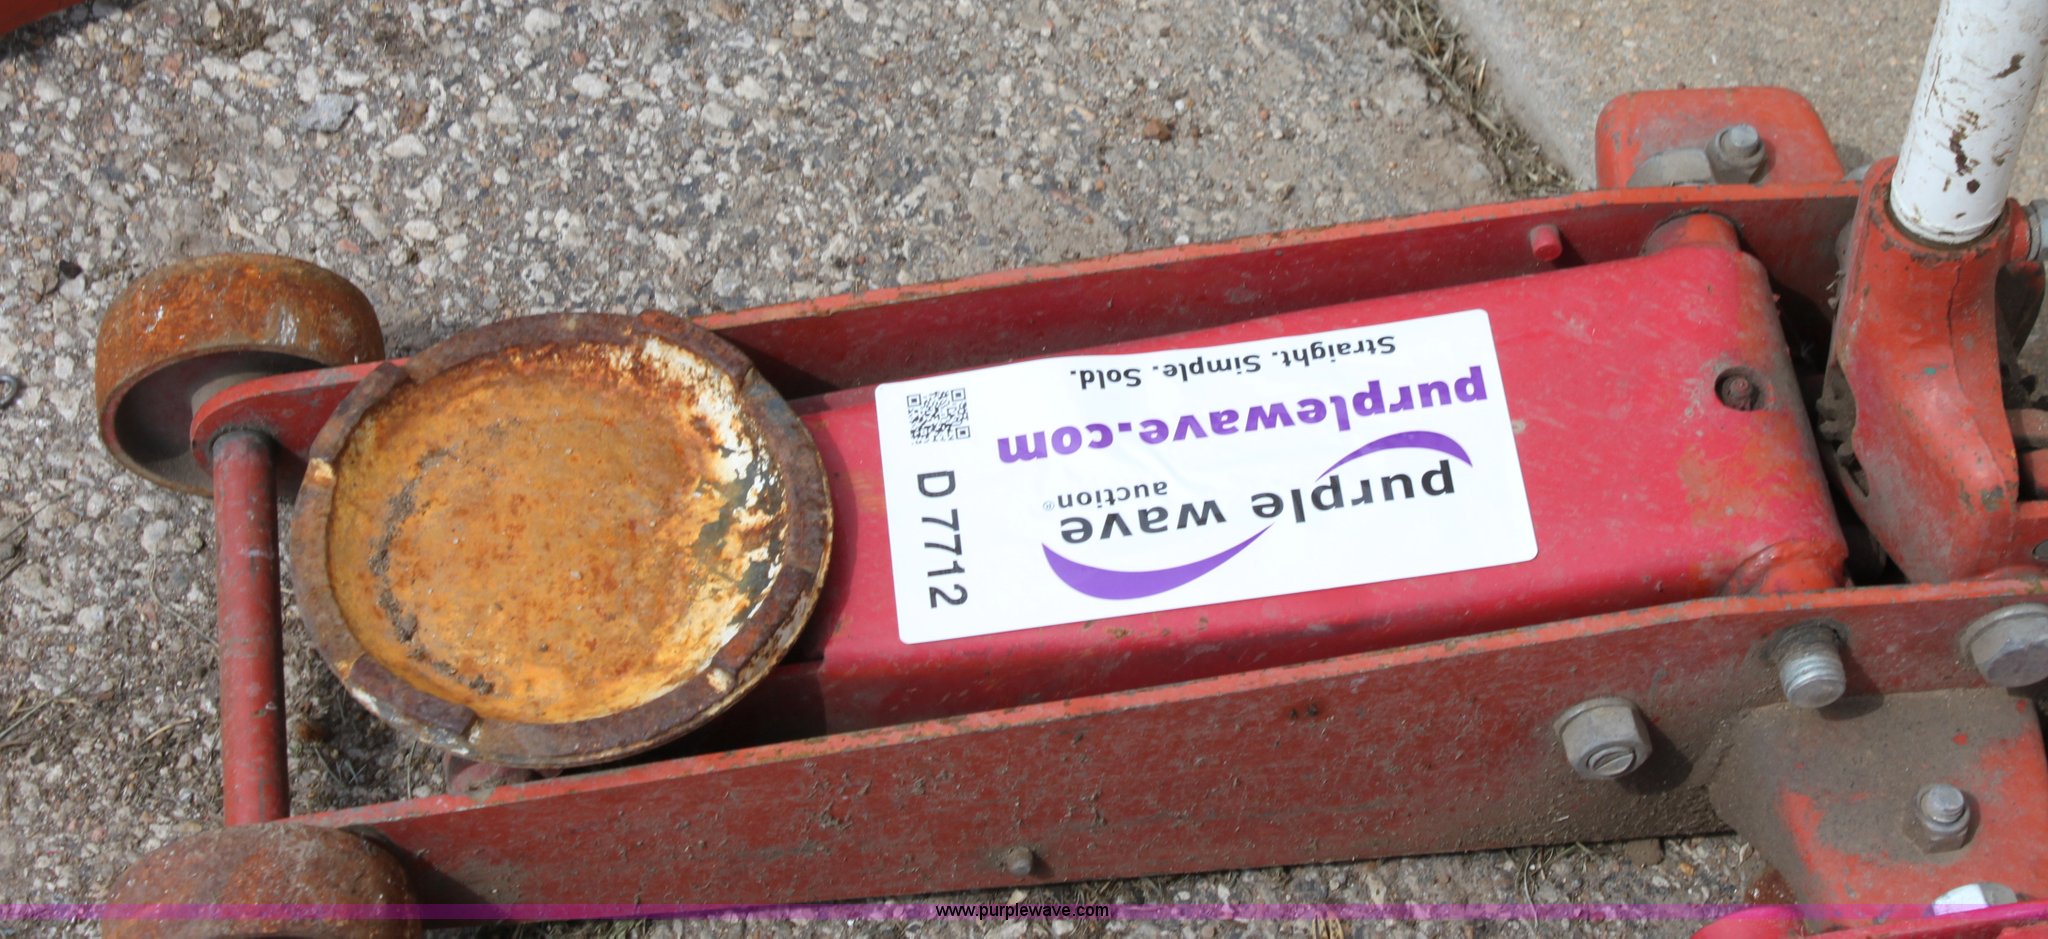 purple wave
auction®
purplewave.com
Straight. Simple. Sold.
D7712
www.purplewave.com